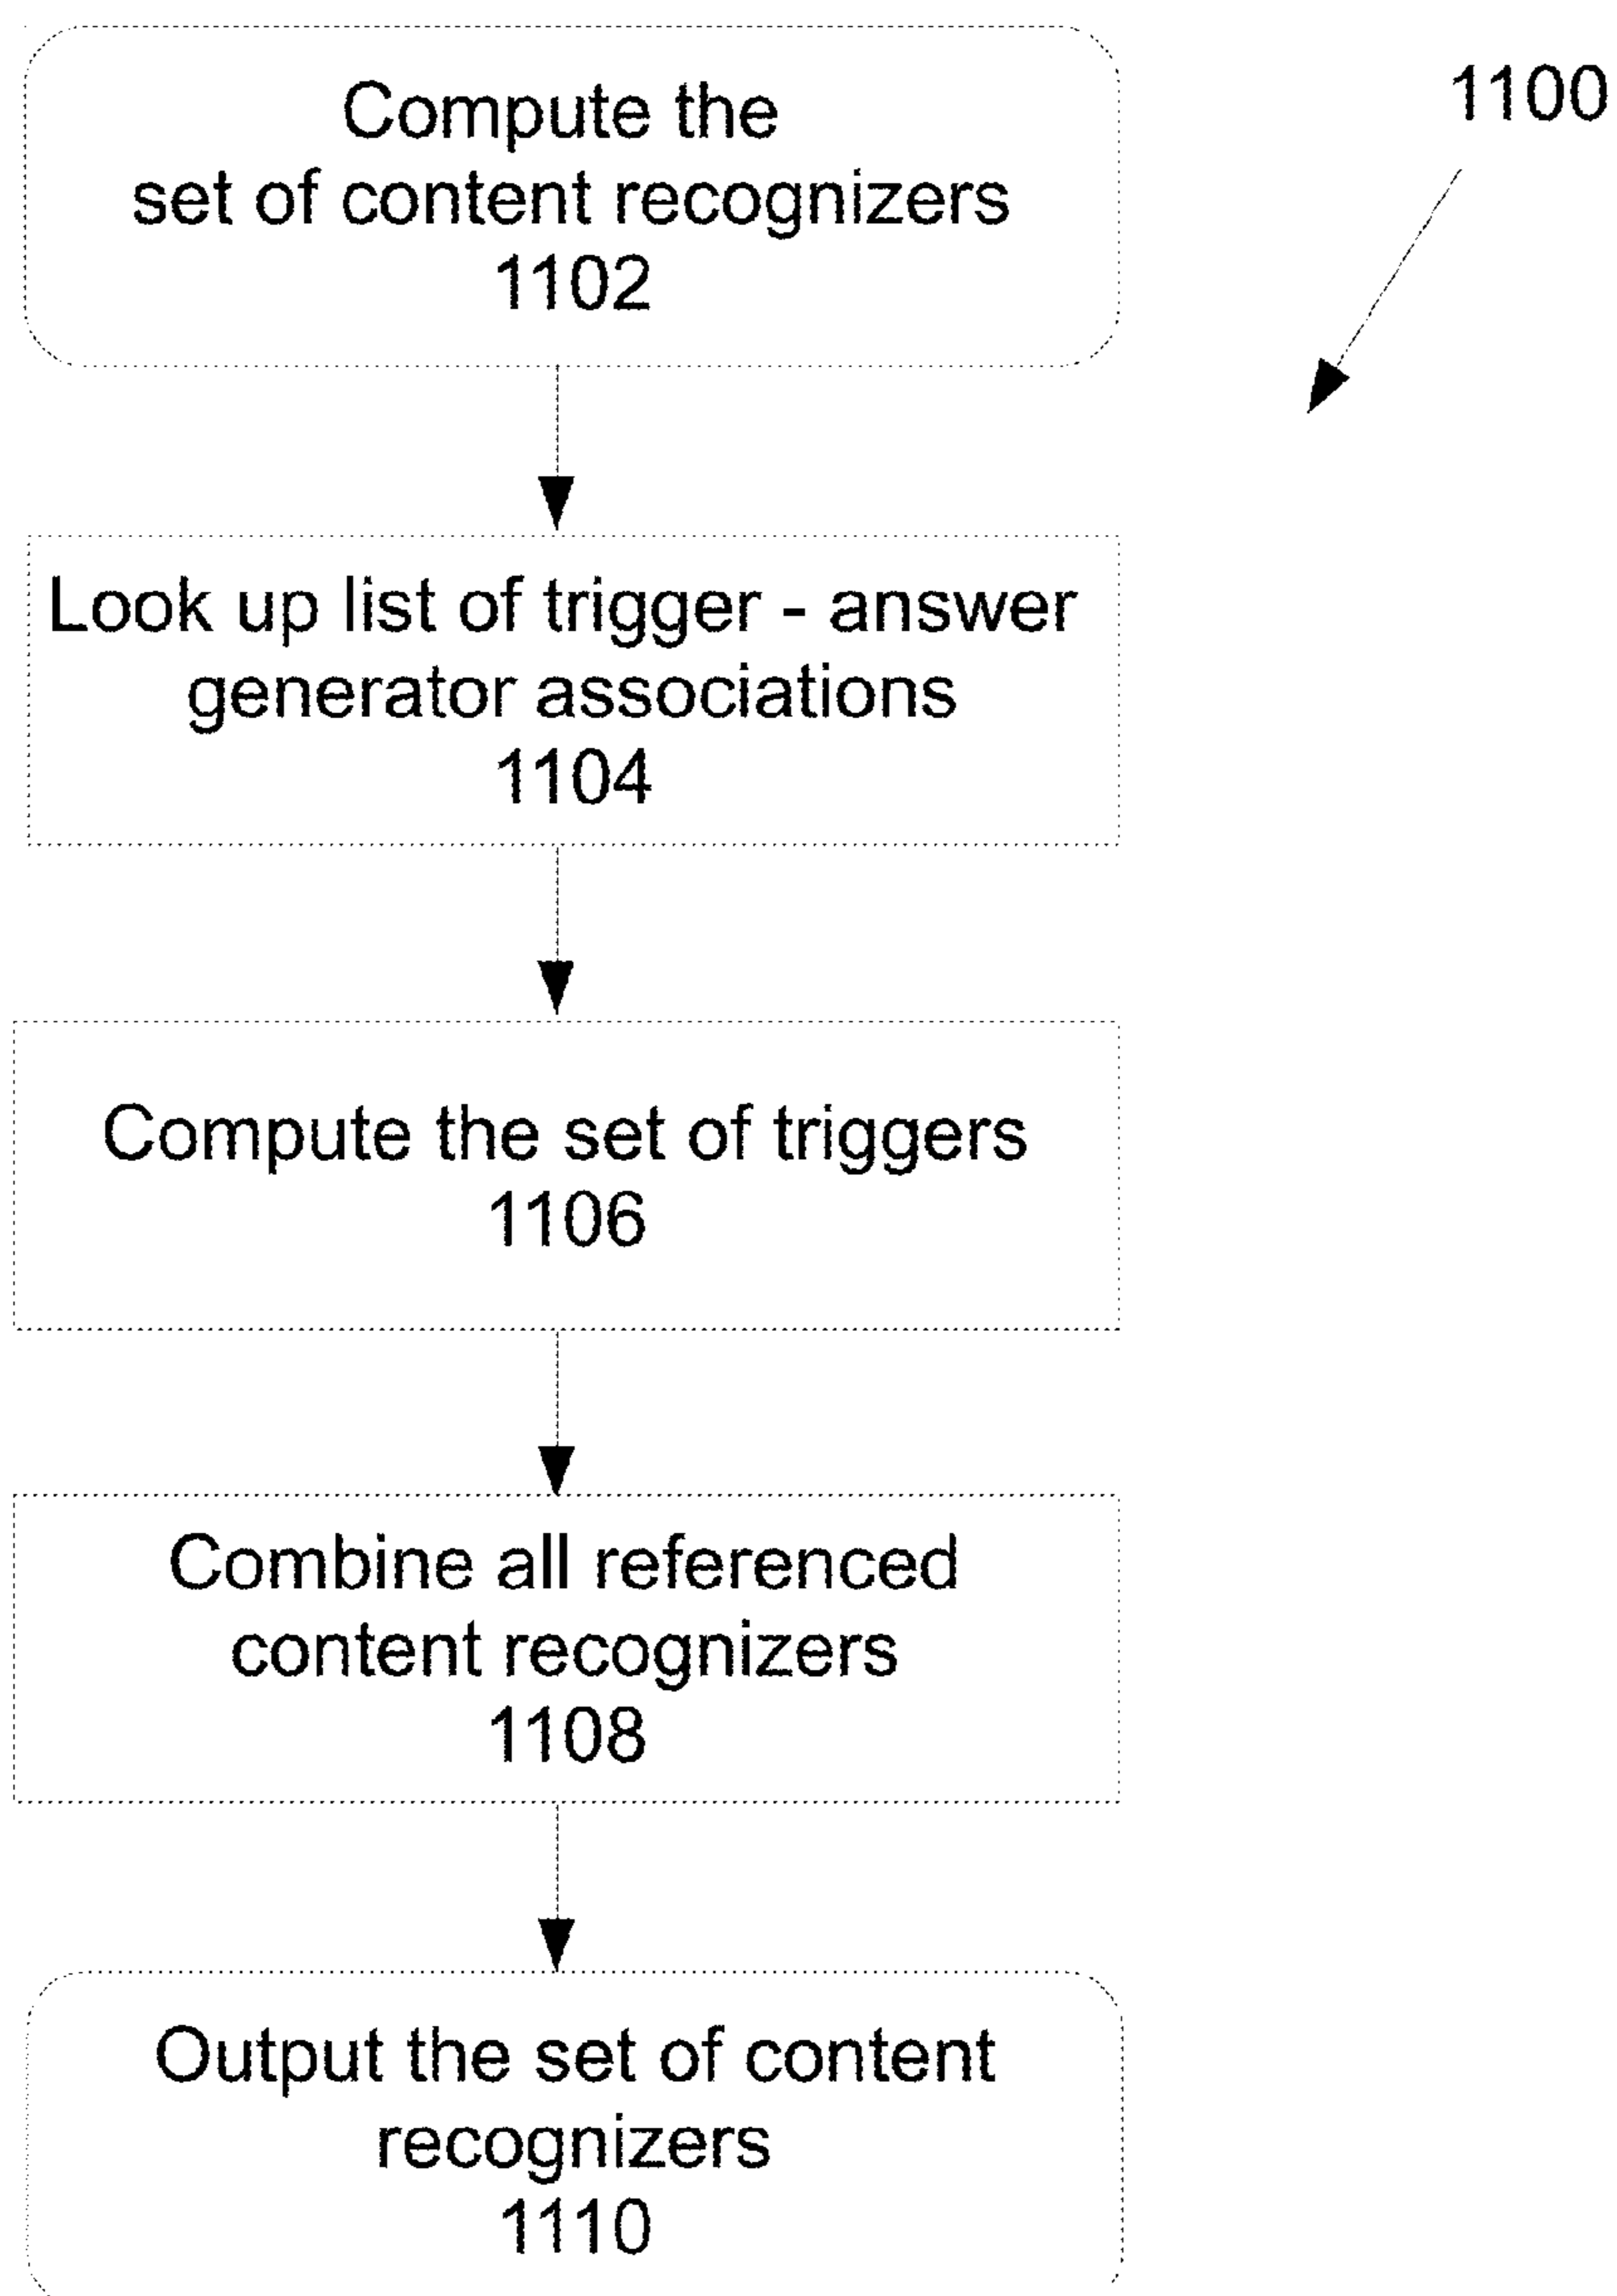 Compute the
set of content recognizers
1102
1100
Look up list of trigger - answer
generator associations
1104
Compute the set of triggers
1106
Combine all referenced
content recognizers
1108
Output the set of content
recognizers
1110